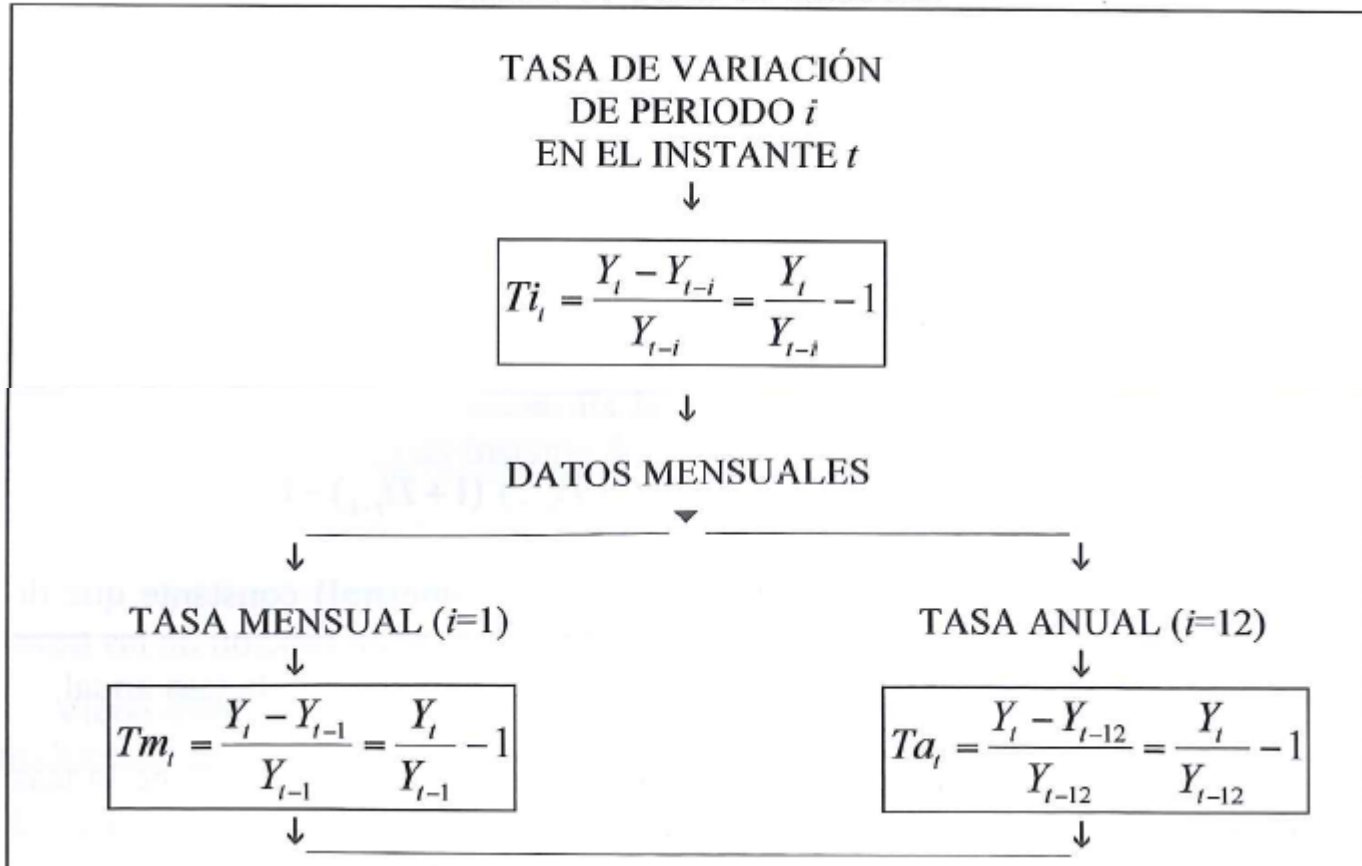 TASA DE VARIACIÓN
DE PERIODO i
EN EL INSTANTE t
↓
Ti_t = (Y_t − Y_{t−i}) / Y_{t−i} = Y_t / Y_{t−i} − 1
↓
DATOS MENSUALES
↓ ↓
TASA MENSUAL (i=1) TASA ANUAL (i=12)
↓ ↓
Tm_t = (Y_t − Y_{t−1}) / Y_{t−1} = Y_t / Y_{t−1} − 1 Ta_t = (Y_t − Y_{t−12}) / Y_{t−12} = Y_t / Y_{t−12} − 1
↓ ↓